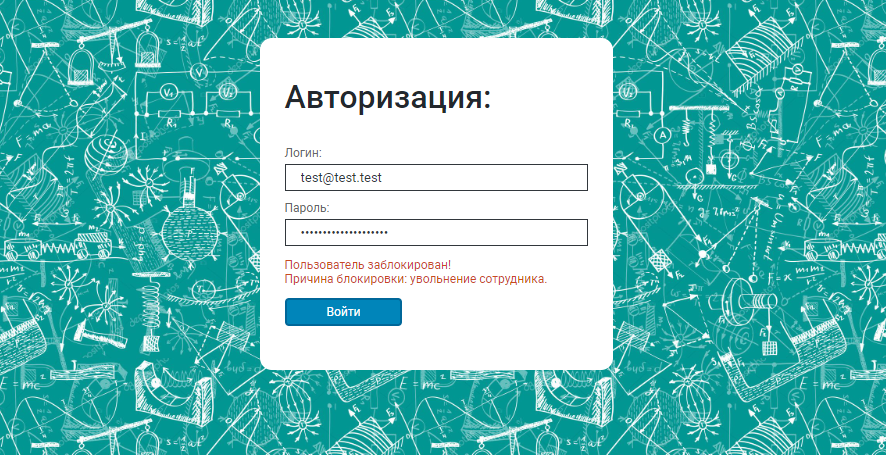 Авторизация:
Логин:
test@test.test
Пароль:
Пользователь заблокирован!
Причина блокировки: увольнение сотрудника.
Войти